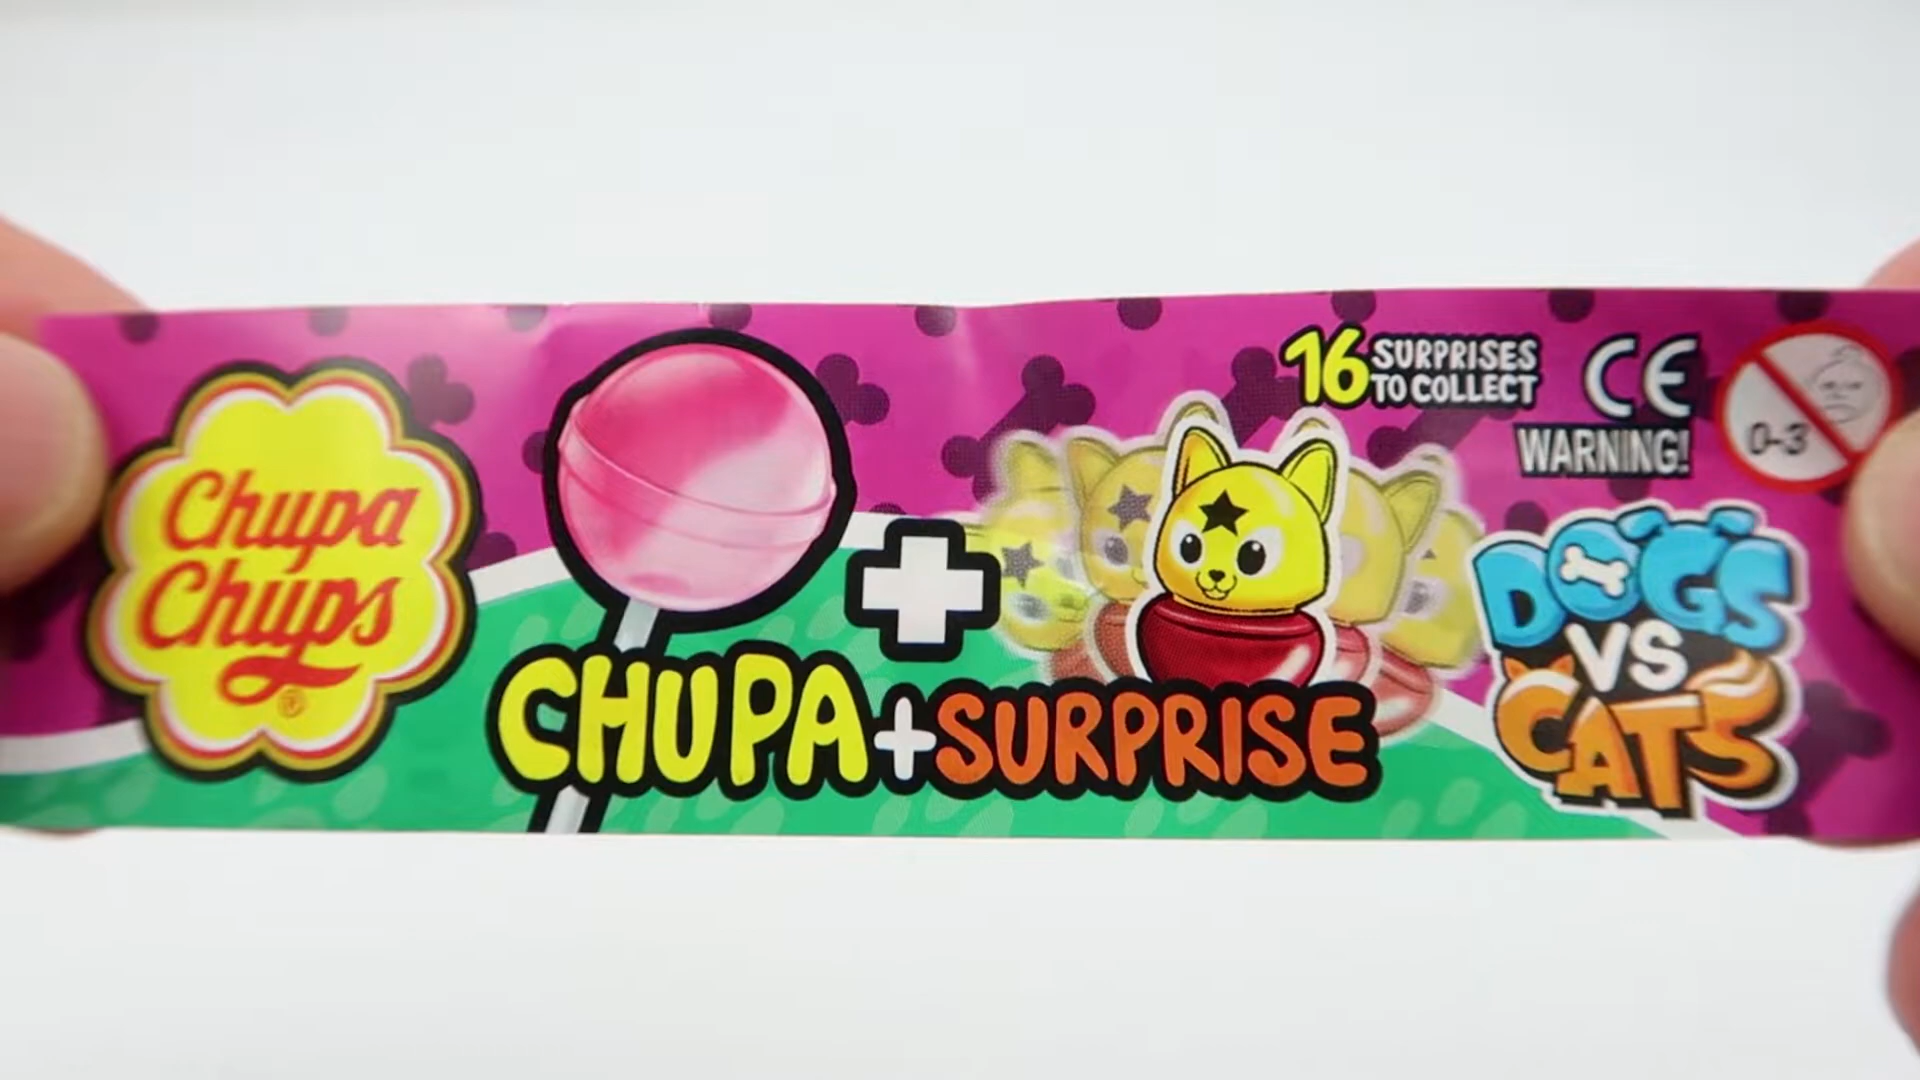 Chupa
Chups
®
CHUPA+SURPRISE
16 SURPRISES
TO COLLECT
CE
WARNING!
0-3
DOGS
VS
CATS